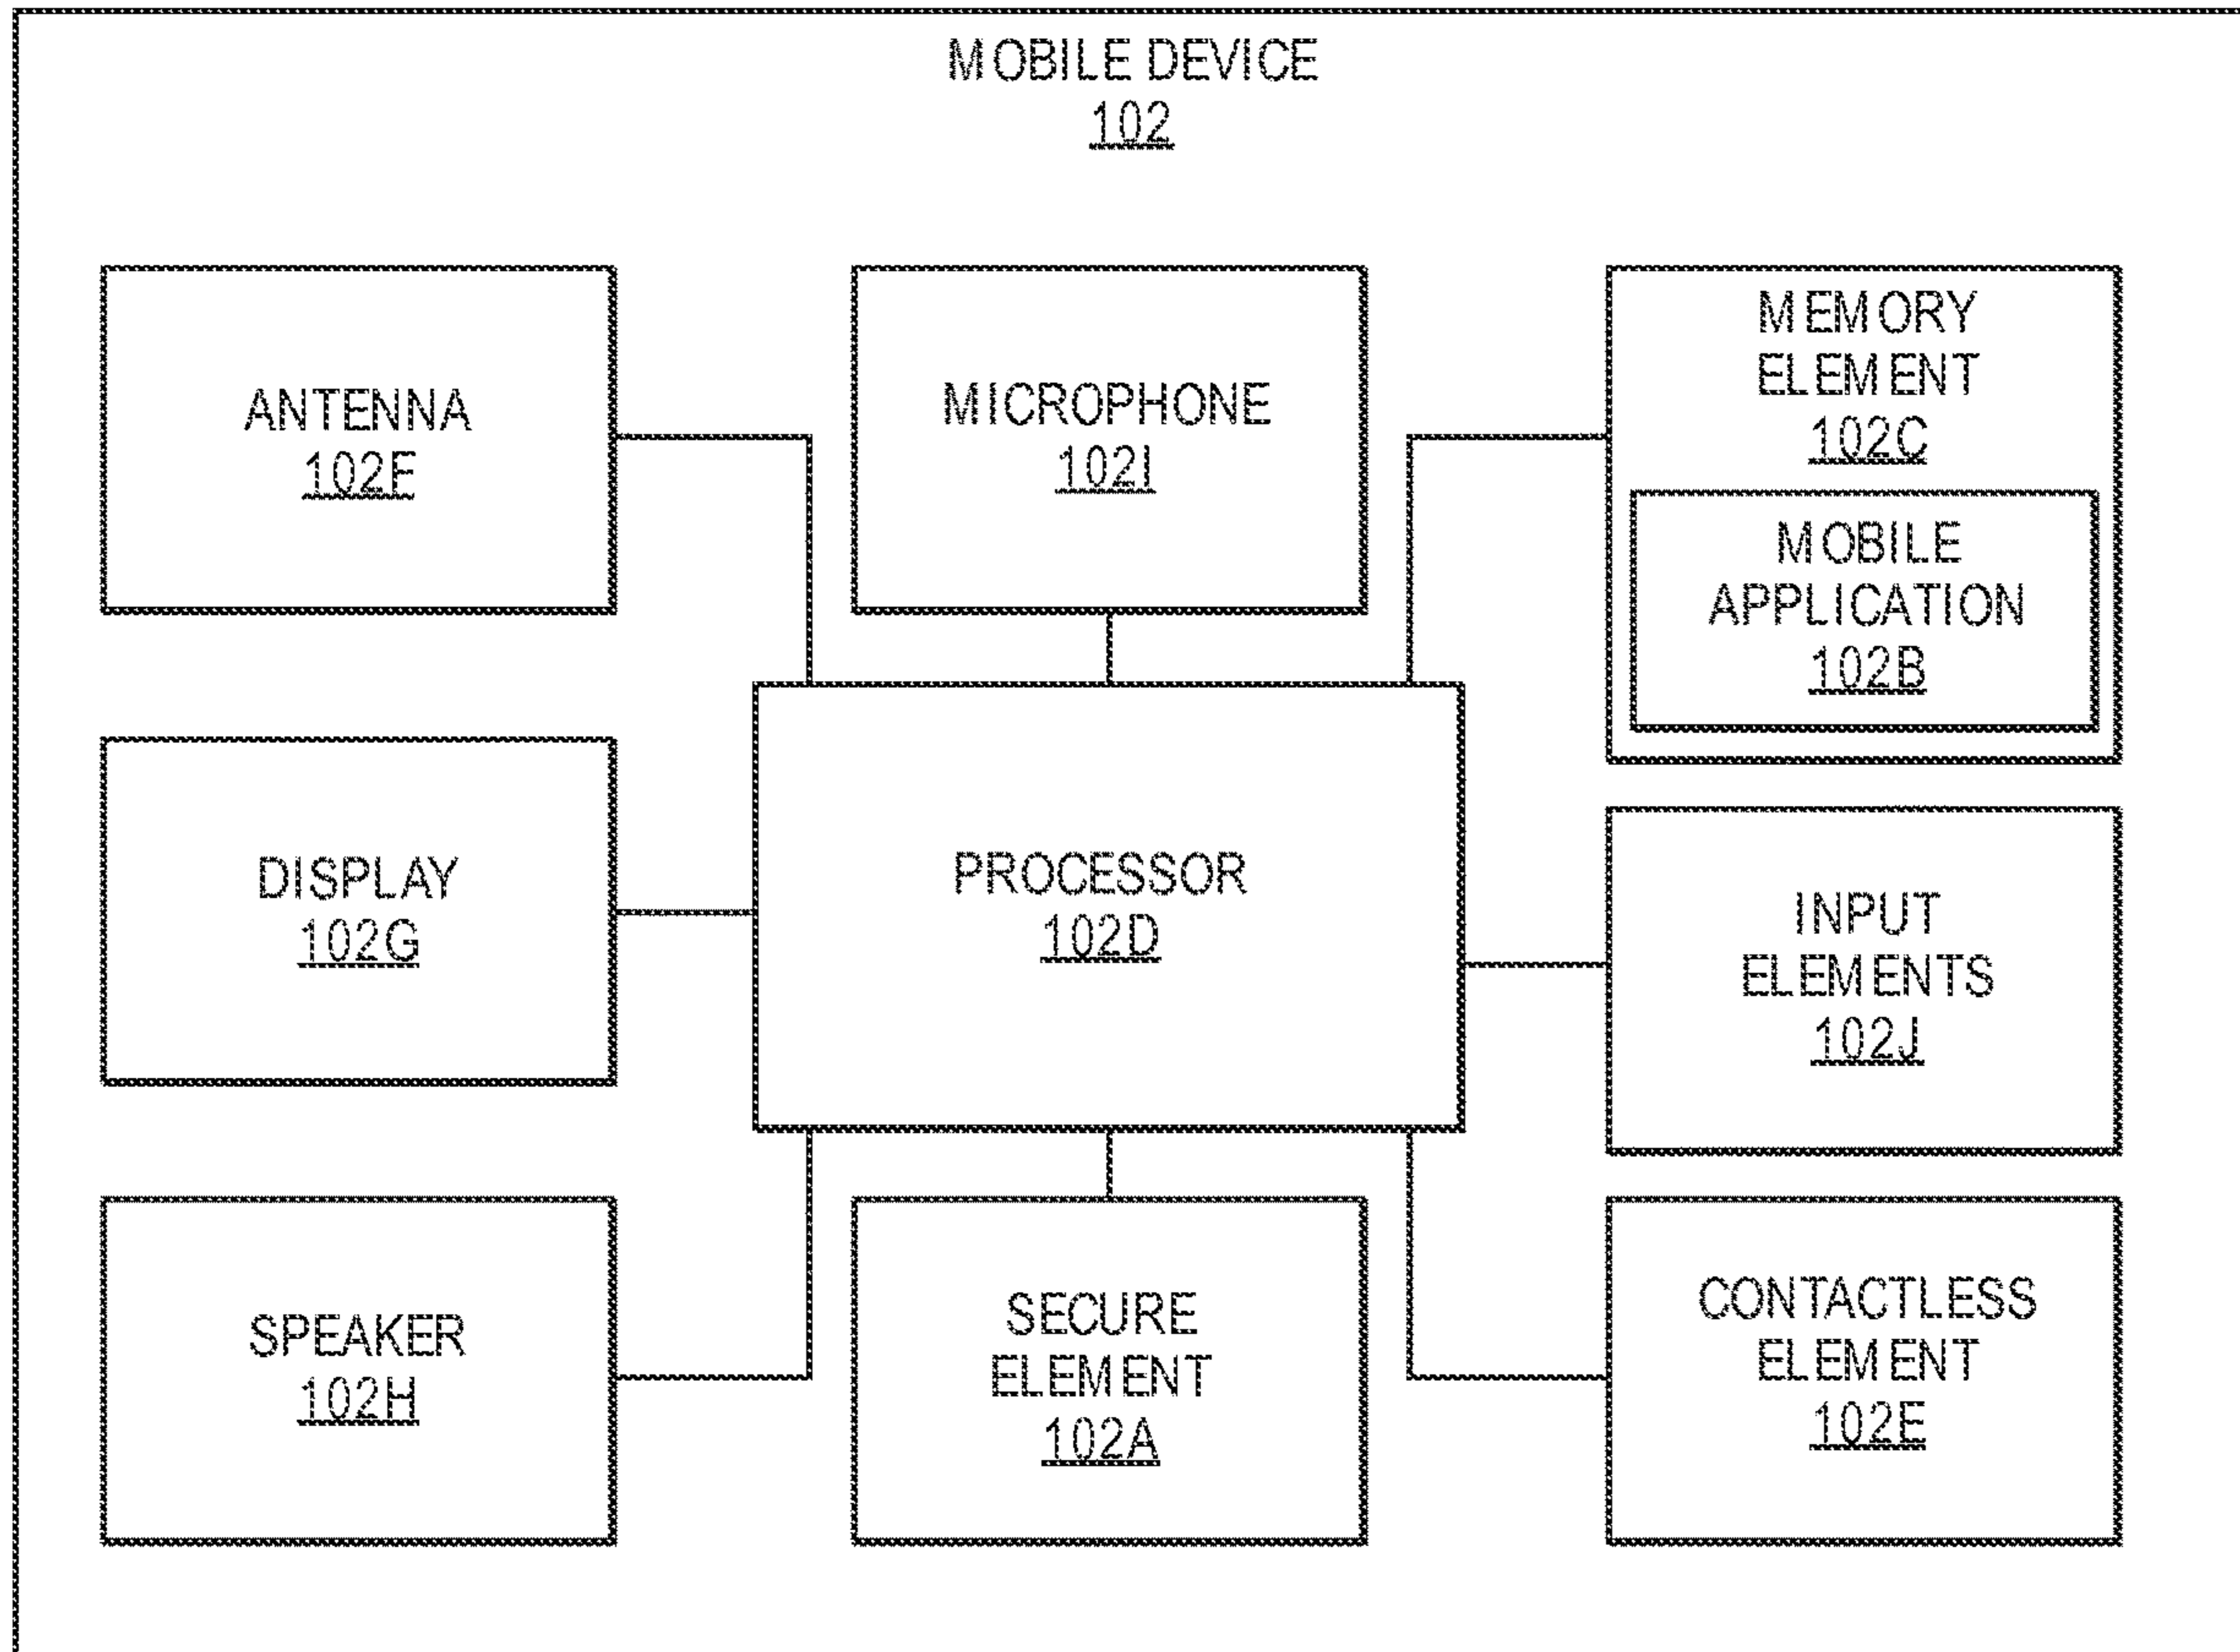 MOBILE DEVICE
102
ANTENNA
102F
MICROPHONE
102I
MEMORY
ELEMENT
102C
MOBILE
APPLICATION
102B
DISPLAY
102G
PROCESSOR
102D
INPUT
ELEMENTS
102J
SPEAKER
102H
SECURE
ELEMENT
102A
CONTACTLESS
ELEMENT
102E